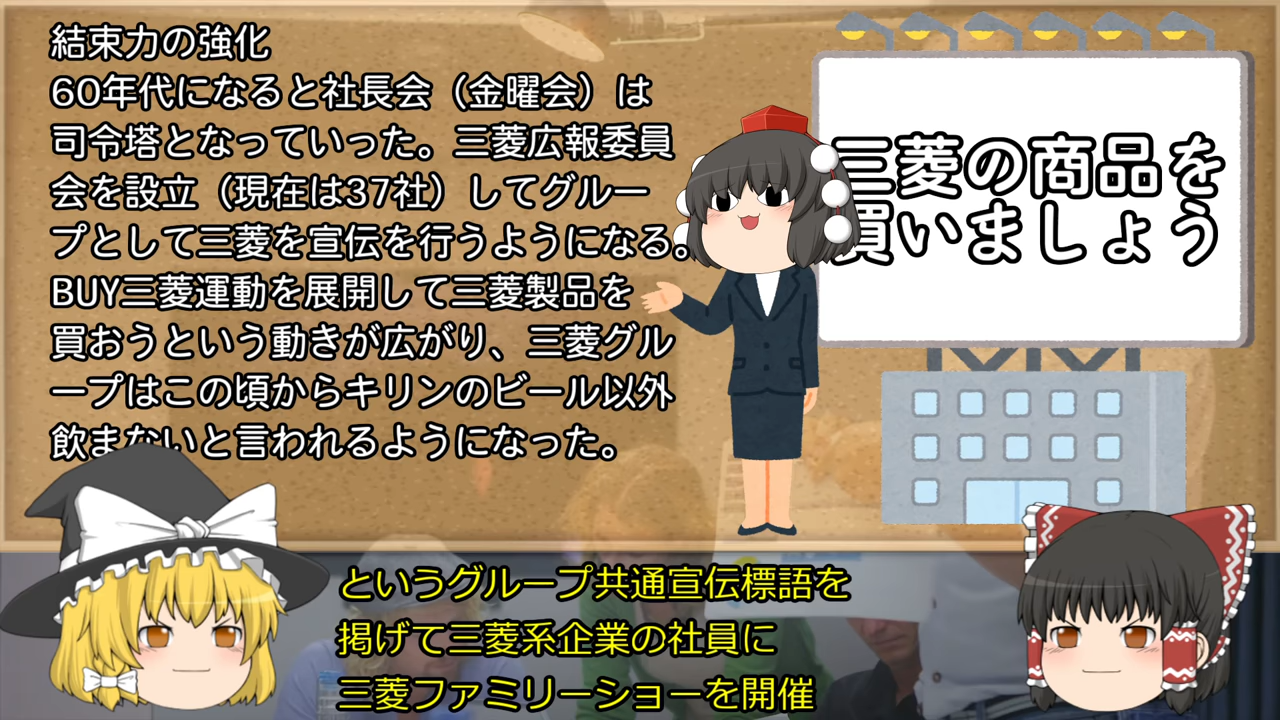 結束力の強化
60年代になると社長会（金曜会）は
司令塔となっていった。三菱広報委員
会を設立（現在は37社）してグルー
プとして三菱を宣伝を行うようになる。
BUY三菱運動を展開して三菱製品を
買おうという動きが広がり、三菱グル
ープはこの頃からキリンのビール以外
飲まないと言われるようになった。
三菱の商品を
買いましょう
というグループ共通宣伝標語を
掲げて三菱系企業の社員に
三菱ファミリーショーを開催